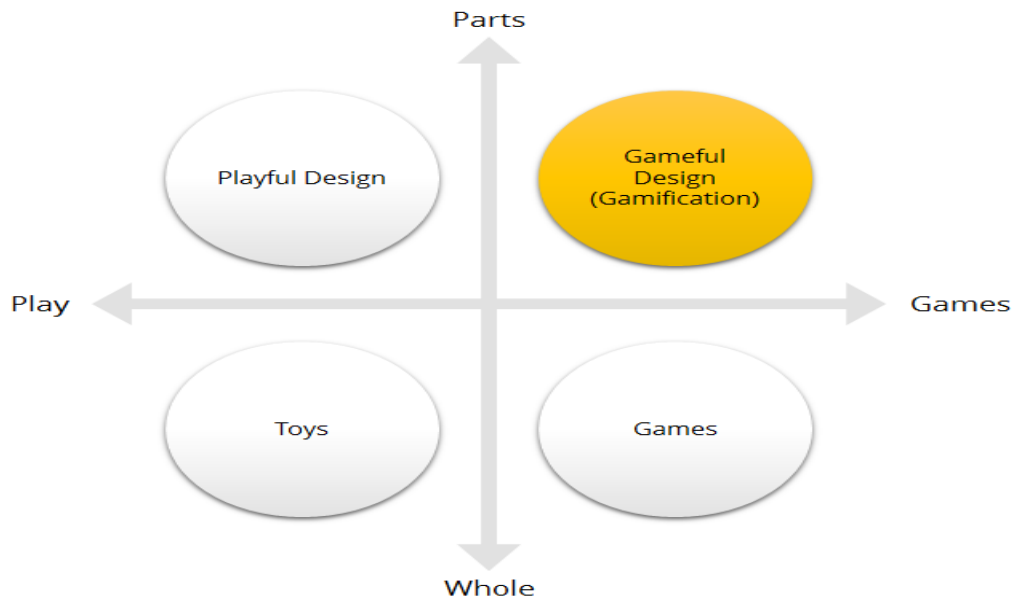 Parts
Playful Design
Gameful
Design
(Gamification)
Play
Games
Toys
Games
Whole